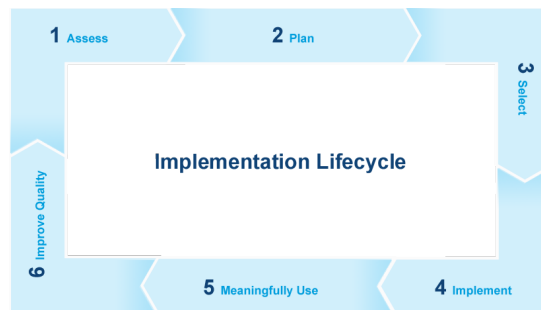 1 Assess
2 Plan
3 Select
Implementation Lifecycle
4 Implement
5 Meaningfully Use
6 Improve Quality